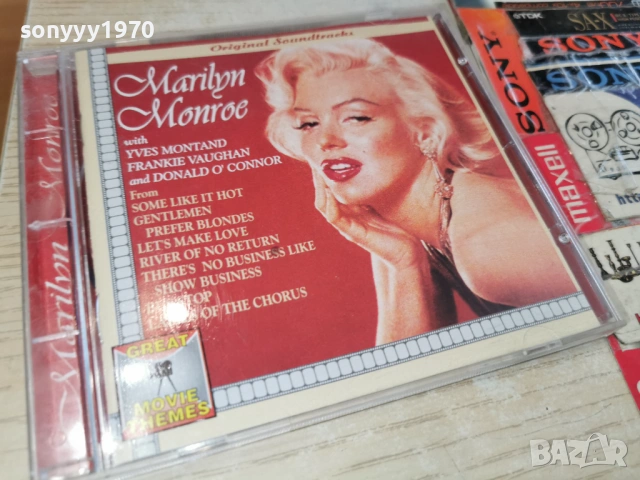 sonyyy1970
Original Soundtracks
Marilyn
Monroe
with
YVES MONTAND
FRANKIE VAUGHAN
and DONALD O' CONNOR
From
SOME LIKE IT HOT
GENTLEMEN
PREFER BLONDES
LET'S MAKE LOVE
RIVER OF NO RETURN
THERE'S NO BUSINESS LIKE
SHOW BUSINESS
STOP
OF THE CHORUS
GREAT
MOVIE
THEMES
Marilyn Monroe
TDK
SA-X
SONY
SONY
maxell
bazar